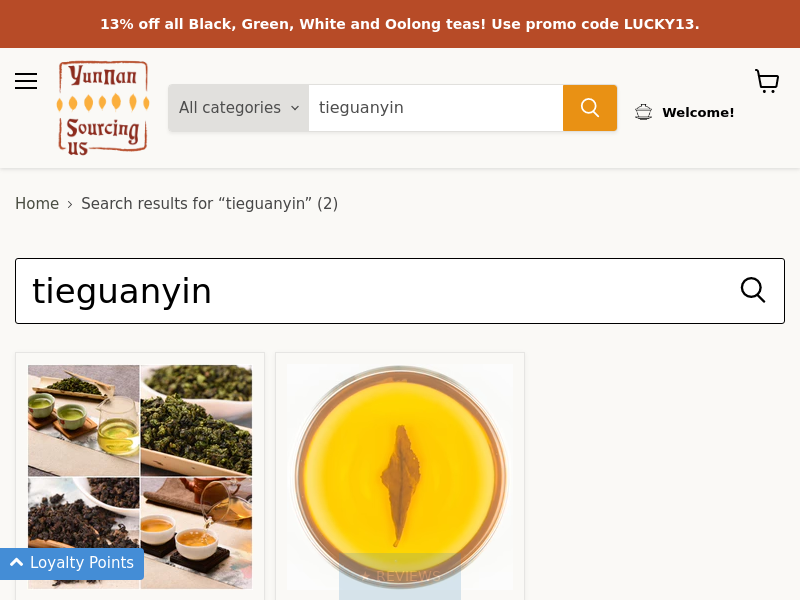 13% off all Black, Green, White and Oolong teas! Use promo code LUCKY13.
YunNan
Sourcing
US
All categories
tieguanyin
Welcome!
Home > Search results for “tieguanyin” (2)
tieguanyin
★ REVIEWS
Loyalty Points